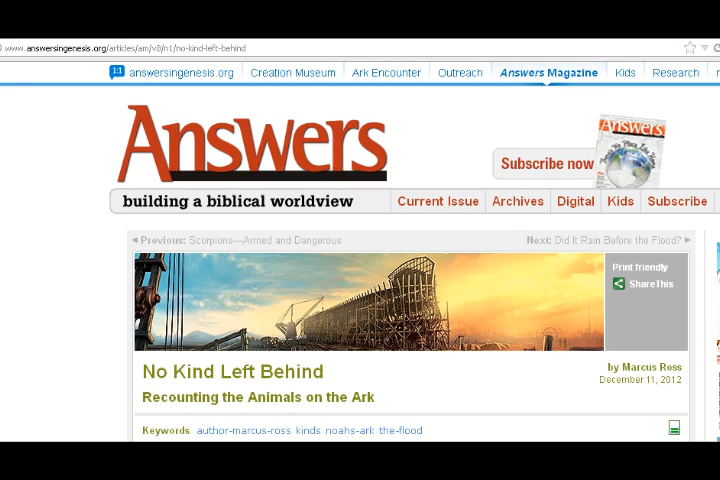 www.answersingenesis.org/articles/am/v8/n1/no-kind-left-behind
1:1 answersingenesis.org Creation Museum Ark Encounter Outreach Answers Magazine Kids Research
Answers
Subscribe now
Answers
building a biblical worldview Current Issue Archives Digital Kids Subscribe
Previous: Scorpions—Armed and Dangerous Next: Did It Rain Before the Flood?
Print friendly
ShareThis
No Kind Left Behind
by Marcus Ross
December 11, 2012
Recounting the Animals on the Ark
Keywords author-marcus-ross kinds noahs-ark the-flood